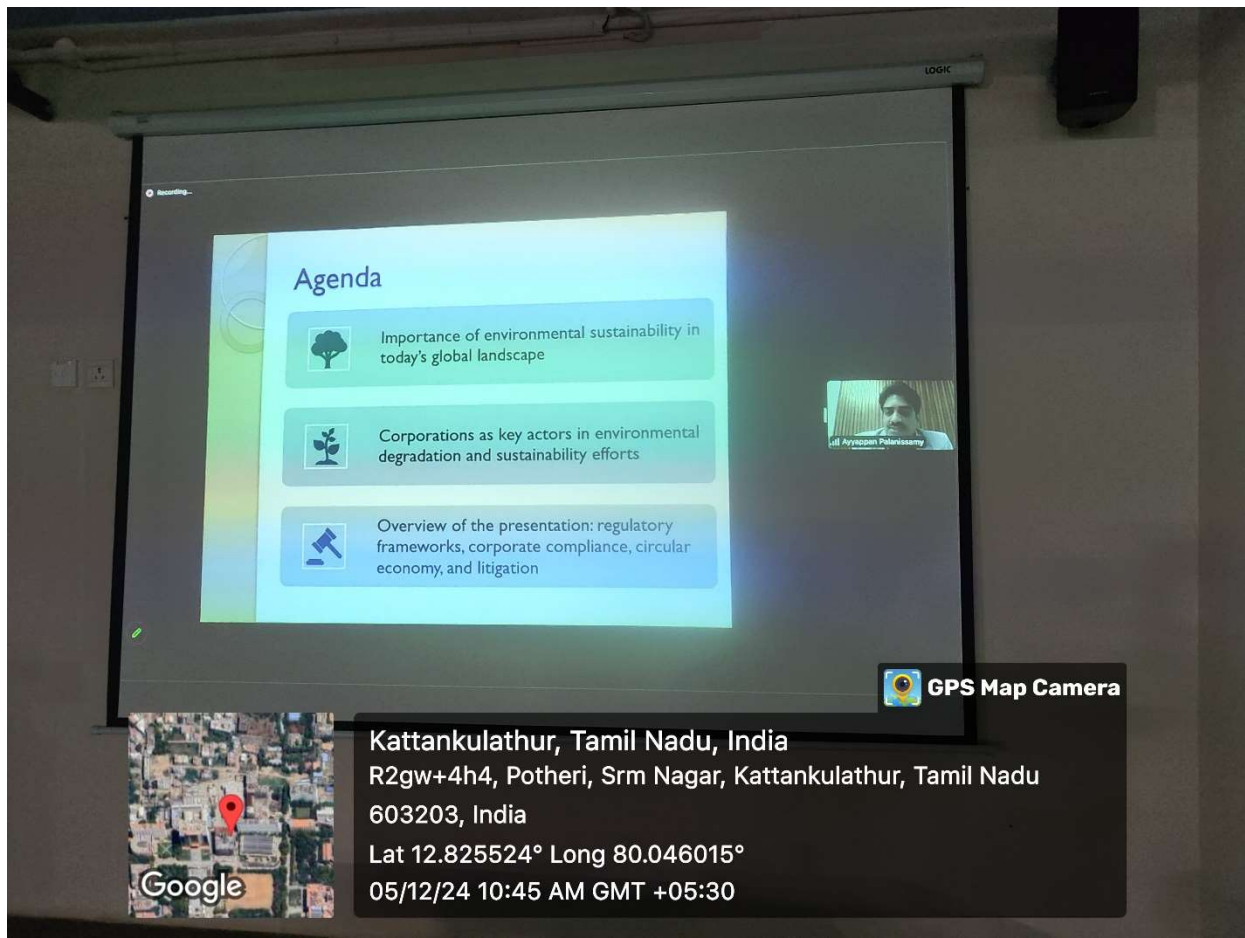 LOGIC
Recording...
Agenda
Importance of environmental sustainability in
today's global landscape
Corporations as key actors in environmental
degradation and sustainability efforts
Overview of the presentation: regulatory
frameworks, corporate compliance, circular
economy, and litigation
Ayyappan Palanissamy
GPS Map Camera
Kattankulathur, Tamil Nadu, India
R2gw+4h4, Potheri, Srm Nagar, Kattankulathur, Tamil Nadu
603203, India
Lat 12.825524° Long 80.046015°
05/12/24 10:45 AM GMT +05:30
Google